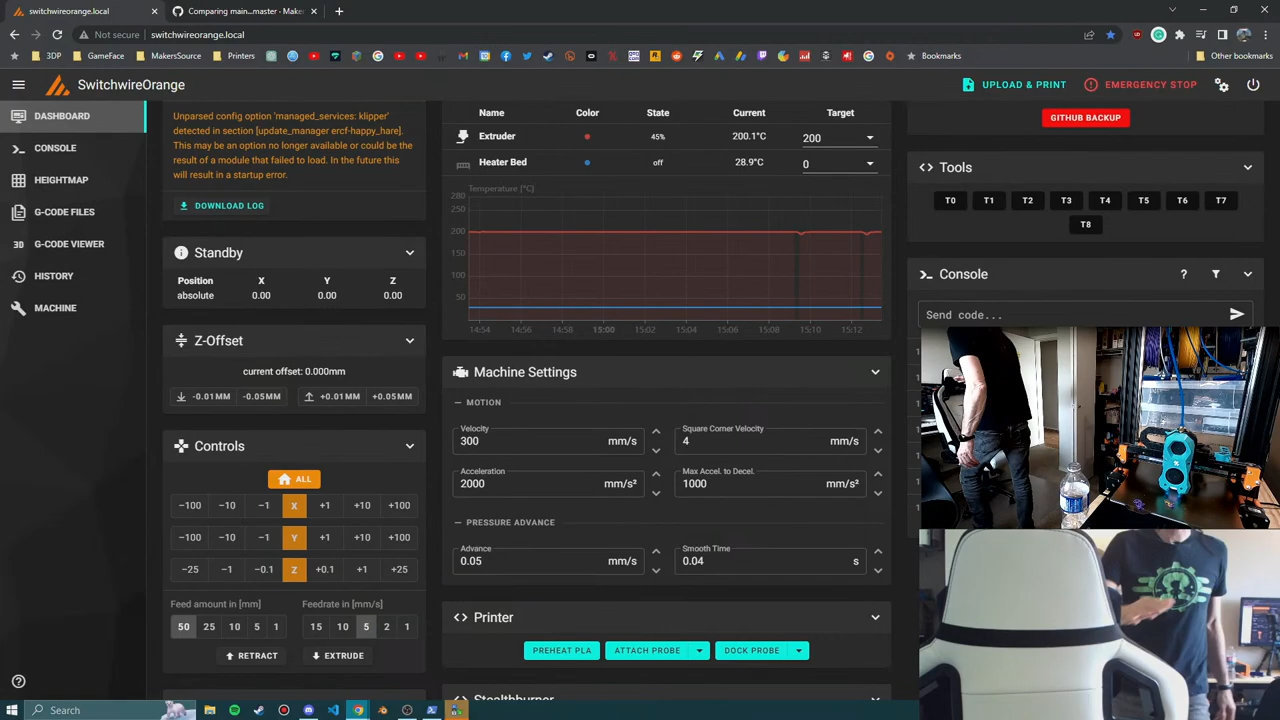 switchwire.local
Comparing main...master - Make
Not secure
switchwireorange.local
3DP
GameFace
MakersSource
Printers
Bookmarks
Other bookmarks
SwitchwireOrange
UPLOAD & PRINT
EMERGENCY STOP
DASHBOARD
CONSOLE
HEIGHTMAP
G-CODE FILES
G-CODE VIEWER
HISTORY
MACHINE
Unparsed config option 'managed_services: klipper'
detected in section [update_manager ercf-happy_hare].
This may be an option no longer available or could be the
result of a module that failed to load. In the future this
will result in a startup error.
DOWNLOAD LOG
Standby
Position X Y Z
absolute 0.00 0.00 0.00
Z-Offset
current offset: 0.000mm
-0.01MM -0.05MM +0.01MM +0.05MM
Controls
ALL
−100 −10 −1 X +1 +10 +100
−100 −10 −1 Y +1 +10 +100
−25 −1 −0.1 Z +0.1 +1 +25
Feed amount in [mm]
50 25 10 5 1
Feedrate in [mm/s]
15 10 5 2 1
RETRACT
EXTRUDE
Name Color State Current Target
Extruder 45% 200.1°C 200
Heater Bed off 28.9°C 0
Temperature [°C]
280
250
200
150
100
50
14:54 14:56 14:58 15:00 15:02 15:04 15:06 15:08 15:10 15:12
Machine Settings
MOTION
Velocity
300 mm/s
Square Corner Velocity
4 mm/s
Acceleration
2000 mm/s²
Max Accel. to Decel.
1000 mm/s²
PRESSURE ADVANCE
Advance
0.05 mm/s
Smooth Time
0.04 s
Printer
PREHEAT PLA
ATTACH PROBE
DOCK PROBE
Stealthburner
GITHUB BACKUP
Tools
T0 T1 T2 T3 T4 T5 T6 T7
T8
Console
Send code...
Search